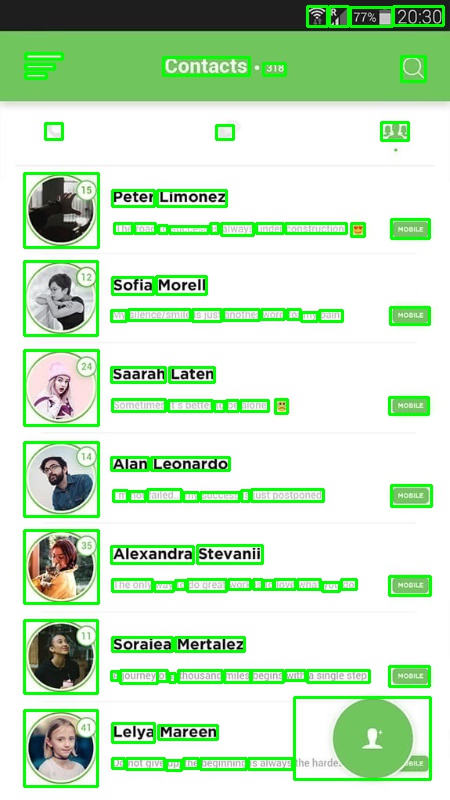 R 77% 20:30
Contacts • 318
15
Peter Limonez
The road to success is always under construction
MOBILE
12
Sofia Morell
My silence/smile is just another word for my pain
MOBILE
24
Saarah Laten
Sometimes it's better to be alone
MOBILE
14
Alan Leonardo
I'm not failed.. my success is just postponed
MOBILE
35
Alexandra Stevanii
The only way to do great work is to love what you do
MOBILE
11
Soraiea Mertalez
A journey of a thousand miles begins with a single step
MOBILE
41
Lelya Mareen
Do not give up, the beginning is always the harde
MOBILE